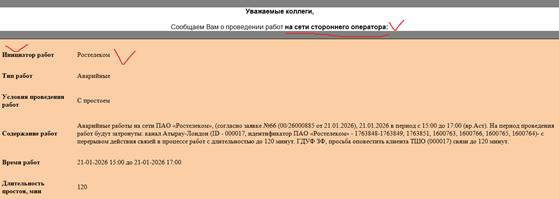 Уважаемые коллеги,
Сообщаем Вам о проведении работ на сети стороннего оператора:
Инициатор работ Ростелеком
Тип работ Аварийные
Условия проведения
работ С простоем
Содержание работ
Аварийные работы на сети ПАО «Ростелеком», (согласно заявке №66 (00/26000885 от 21.01.2026), 21.01.2026 в период с 15:00 до 17:00 (вр.Аст). На период проведения
работ будут затронуты: канал Атырау-Лондон (ID - 000017, идентификатор ПАО «Ростелеком» - 1763848-1763849, 1763851, 1600763, 1600766, 1600765, 1600764)- с
перерывом действия связей в процессе работ с длительностью до 120 минут. ГДУФ ЗФ, просьба оповестить клиента ТШО (000017) связи до 120 минут.
Время работ 21-01-2026 15:00 до 21-01-2026 17:00
Длительность
простоя, мин 120